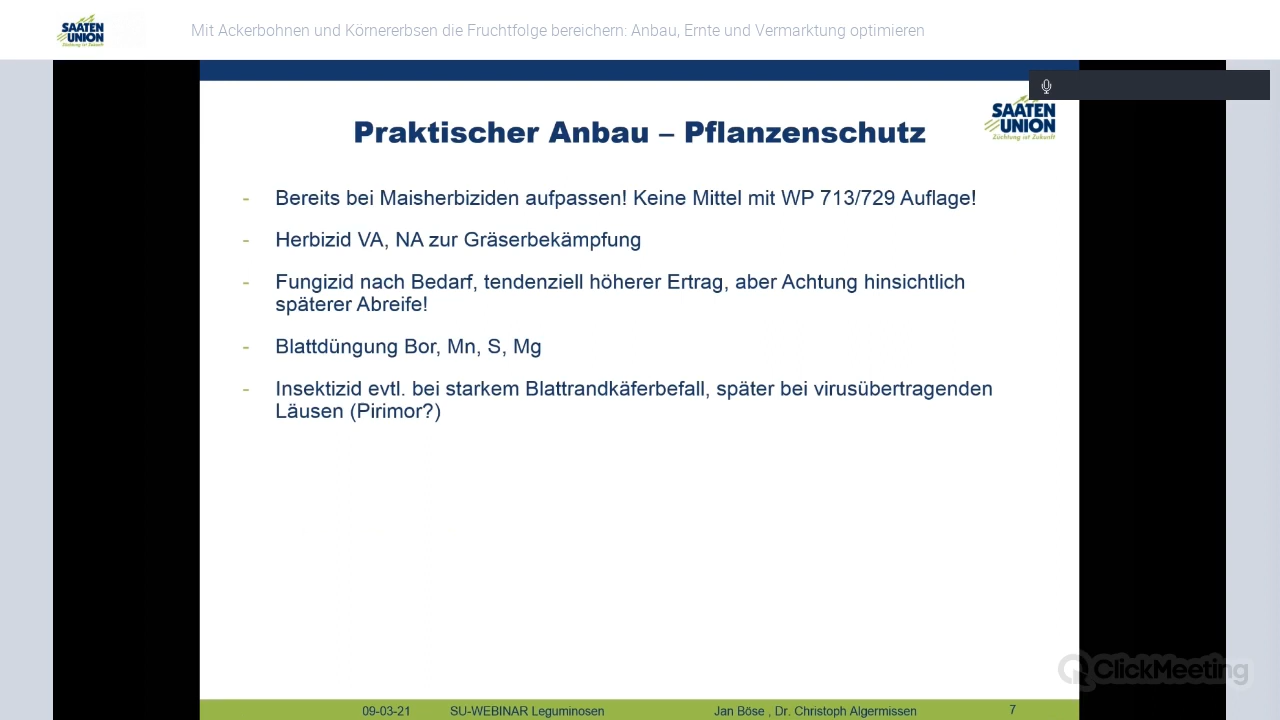 SAATEN
UNION
Züchtung ist Zukunft
Mit Ackerbohnen und Körnererbsen die Fruchtfolge bereichern: Anbau, Ernte und Vermarktung optimieren
SAATEN
UNION
Züchtung ist Zukunft
Praktischer Anbau – Pflanzenschutz
- Bereits bei Maisherbiziden aufpassen! Keine Mittel mit WP 713/729 Auflage!
- Herbizid VA, NA zur Gräserbekämpfung
- Fungizid nach Bedarf, tendenziell höherer Ertrag, aber Achtung hinsichtlich
späterer Abreife!
- Blattdüngung Bor, Mn, S, Mg
- Insektizid evtl. bei starkem Blattrandkäferbefall, später bei virusübertragenden
Läusen (Pirimor?)
ClickMeeting
09-03-21 SU-WEBINAR Leguminosen Jan Böse , Dr. Christoph Algermissen 7